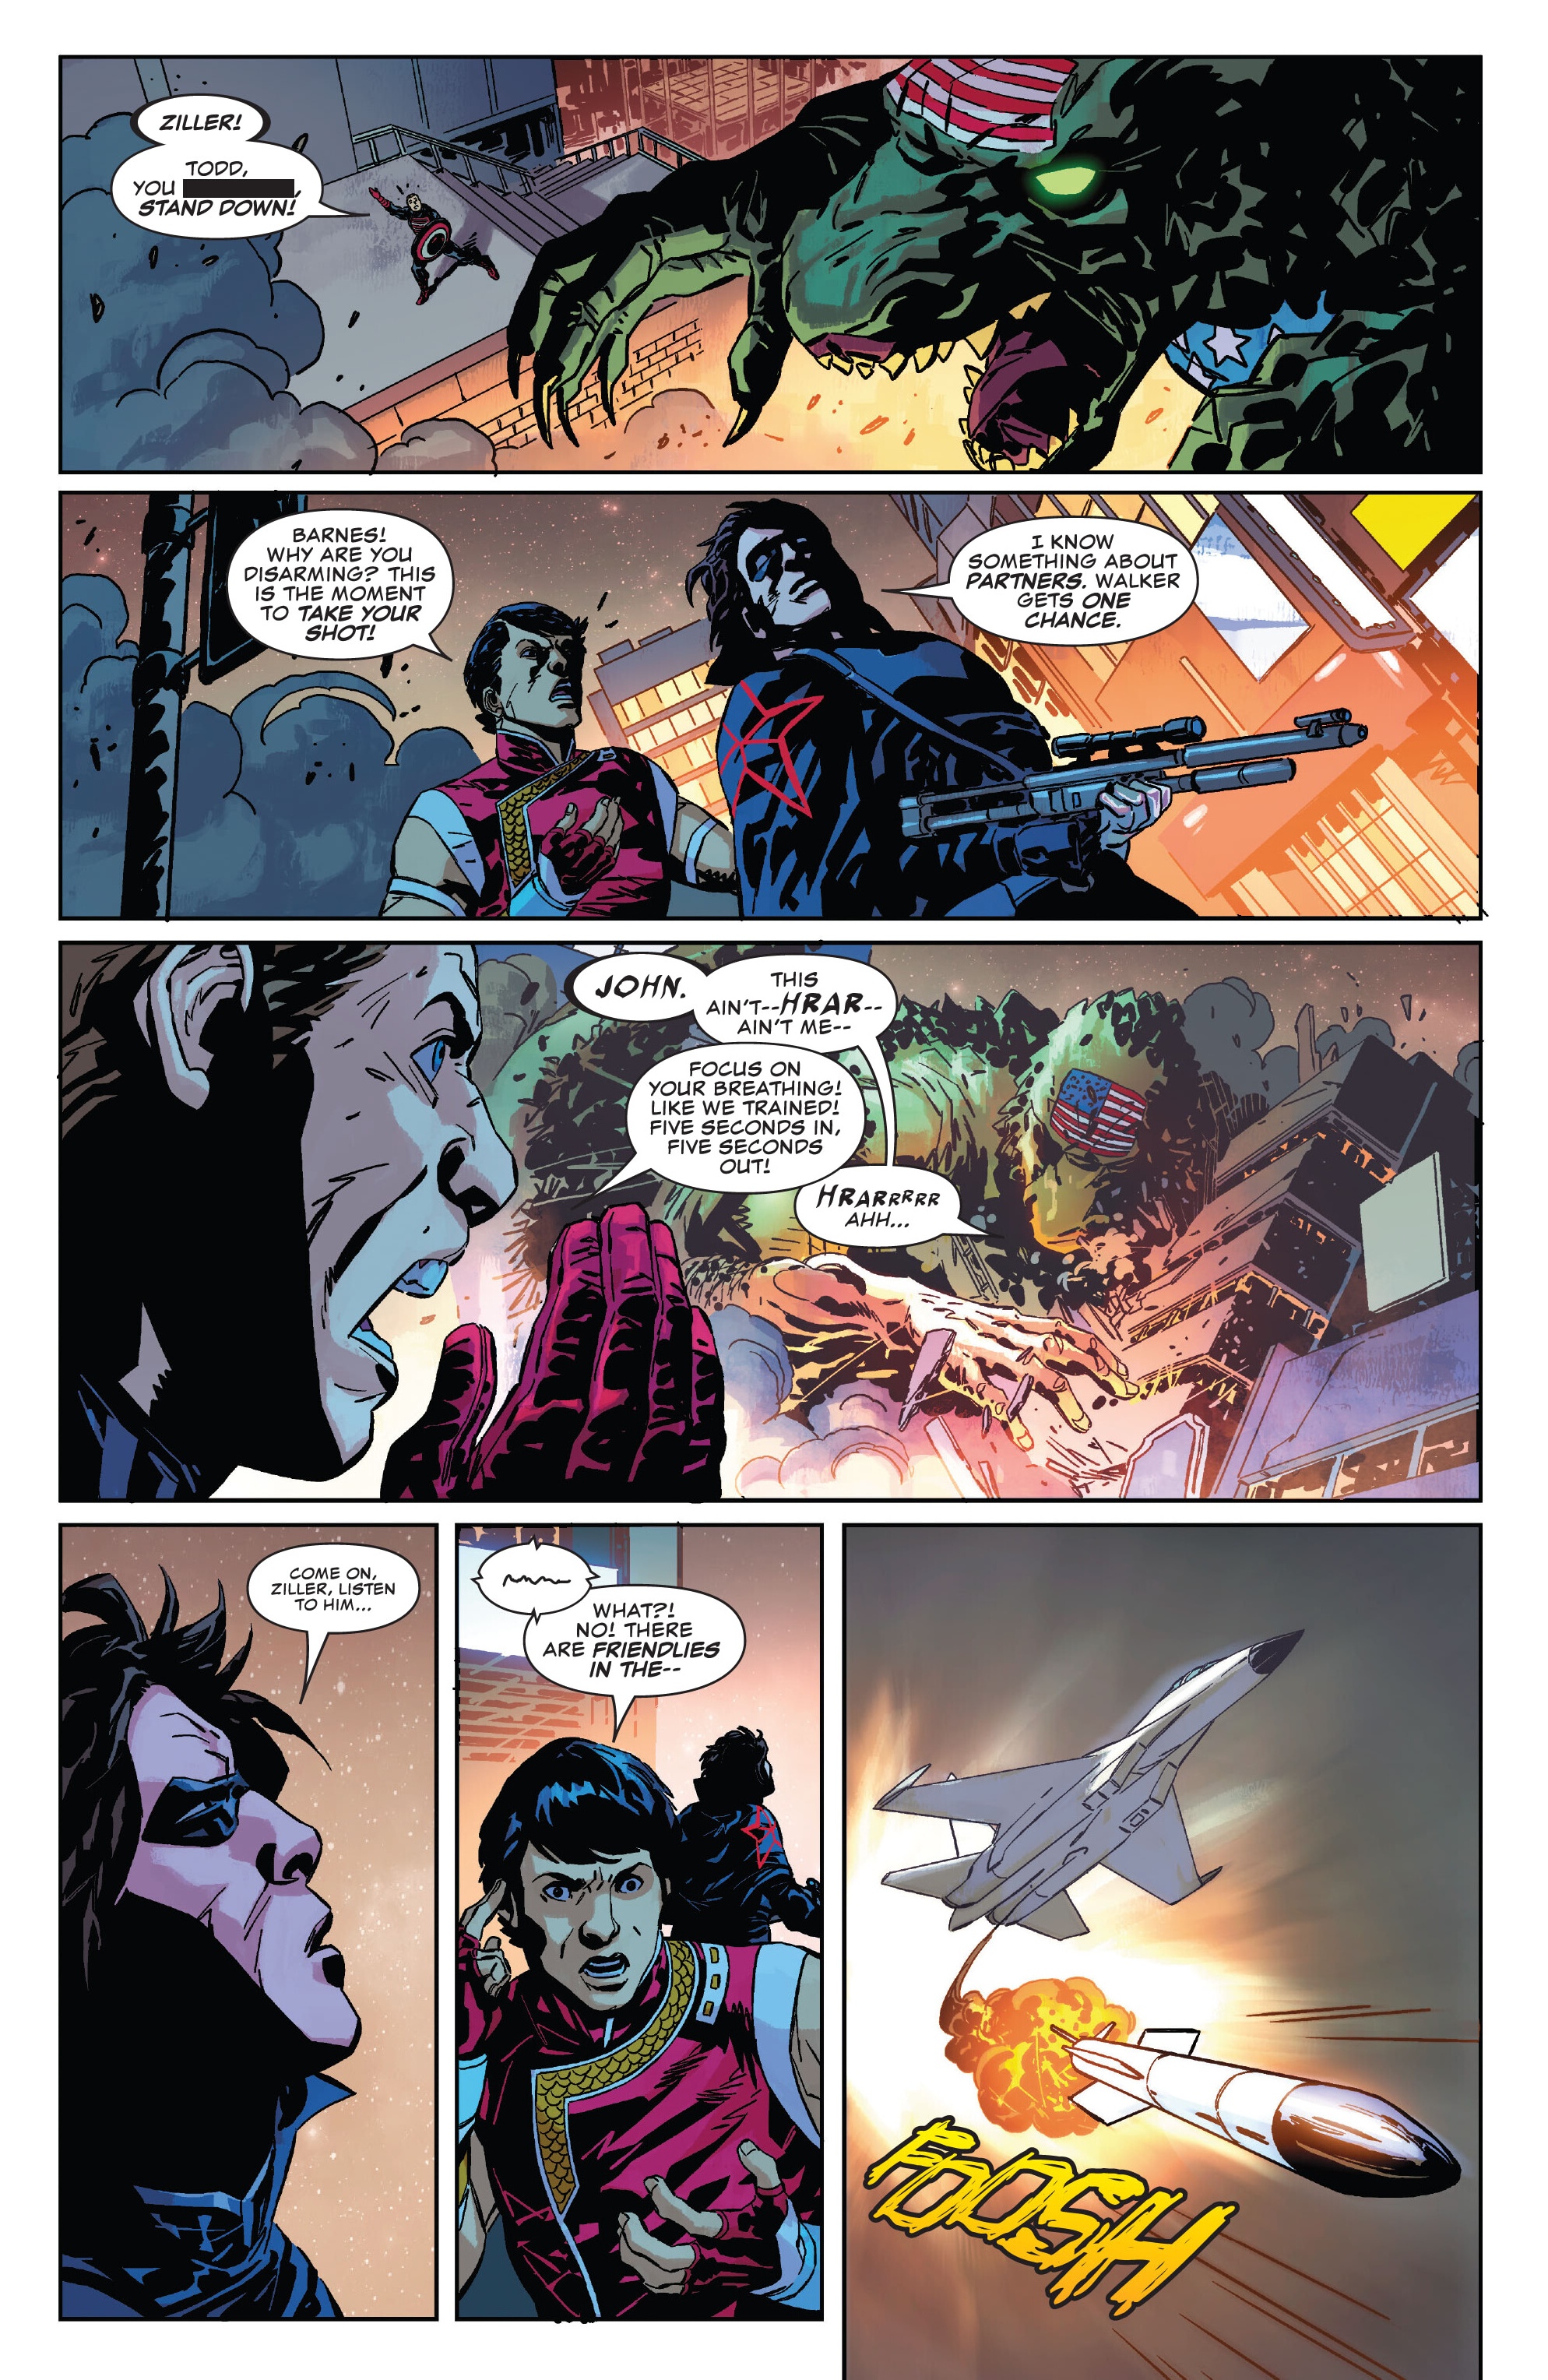 ZILLER!
TODD,
YOU ,
STAND DOWN!
BARNES!
WHY ARE YOU
DISARMING? THIS
IS THE MOMENT
TO TAKE YOUR
SHOT!
I KNOW
SOMETHING ABOUT
PARTNERS. WALKER
GETS ONE
CHANCE.
JOHN.
THIS
AIN'T--HRAR--
AIN'T ME--
FOCUS ON
YOUR BREATHING!
LIKE WE TRAINED!
FIVE SECONDS IN,
FIVE SECONDS
OUT!
HRARRRRR
AHH...
COME ON,
ZILLER, LISTEN
TO HIM...
WHAT?!
NO! THERE
ARE FRIENDLIES
IN THE--
FOOSH